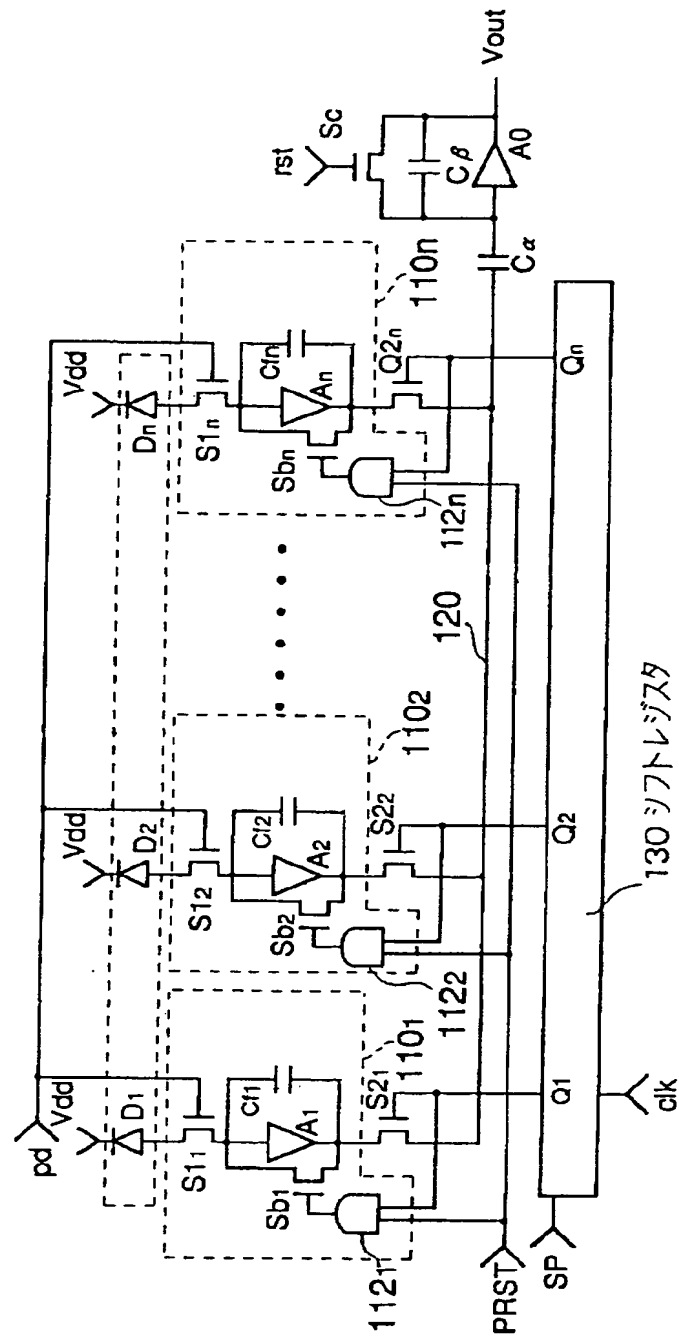 pd
Vdd
Vdd
Vdd
D1
D2
Dn
S11
S12
S1n
Cf1
Cf2
Cfn
A1
A2
An
Sb1
Sb2
Sbn
S21
S22
Q2n
1121
1122
112n
1101
1102
110n
120
rst
Sc
Cβ
A0
Vout
Cα
PRST
SP
Q1
Q2
Qn
clk
130 シフトレジスタ